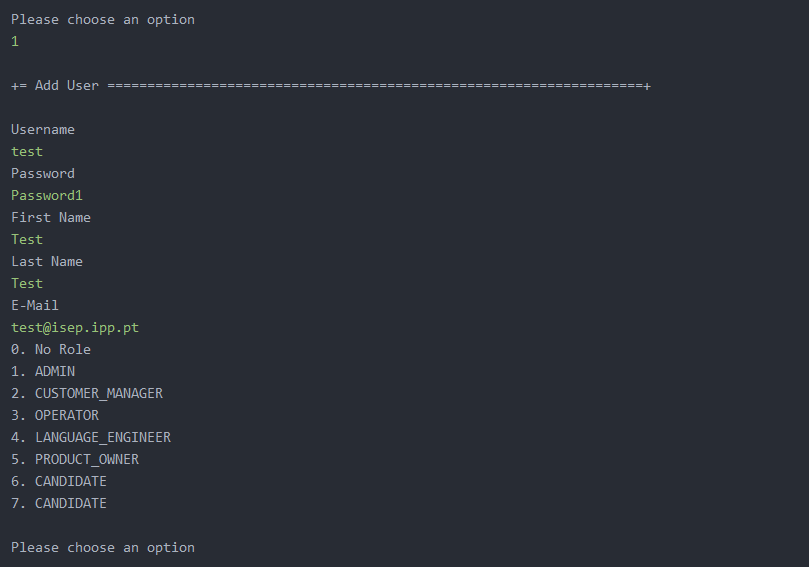 Please choose an option
1
+= Add User ===================================================================+
Username
test
Password
Password1
First Name
Test
Last Name
Test
E-Mail
test@isep.ipp.pt
0. No Role
1. ADMIN
2. CUSTOMER_MANAGER
3. OPERATOR
4. LANGUAGE_ENGINEER
5. PRODUCT_OWNER
6. CANDIDATE
7. CANDIDATE
Please choose an option